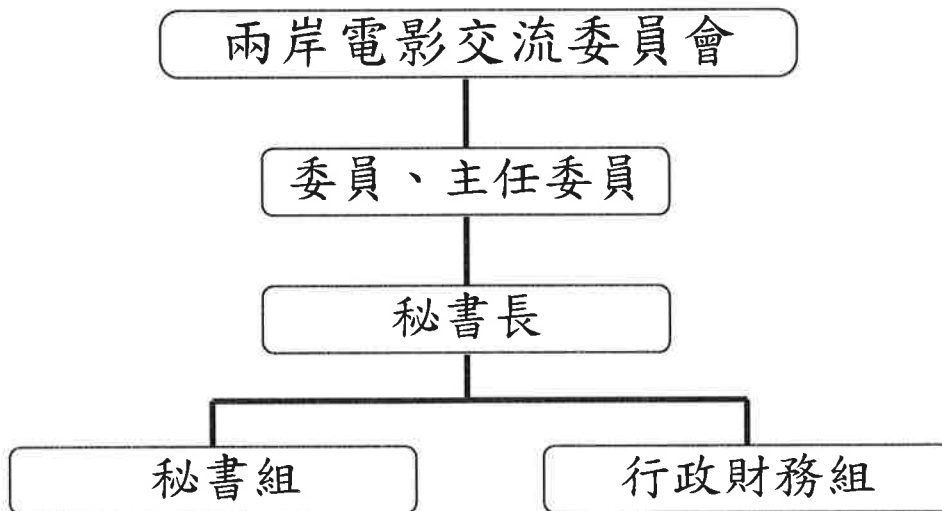 兩岸電影交流委員會
委員、主任委員
秘書長
秘書組
行政財務組